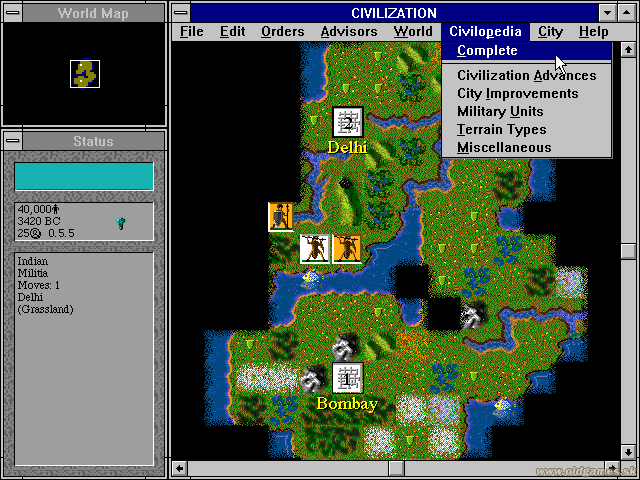 World Map
CIVILIZATION
File Edit Orders Advisors World Civilopedia City Help
Complete
Civilization Advances
City Improvements
Military Units
Terrain Types
Miscellaneous
Status
40,000
3420 BC
25 0.5.5
Indian
Militia
Moves: 1
Delhi
(Grassland)
2
Delhi
1
Bombay
www.oldgames.sk